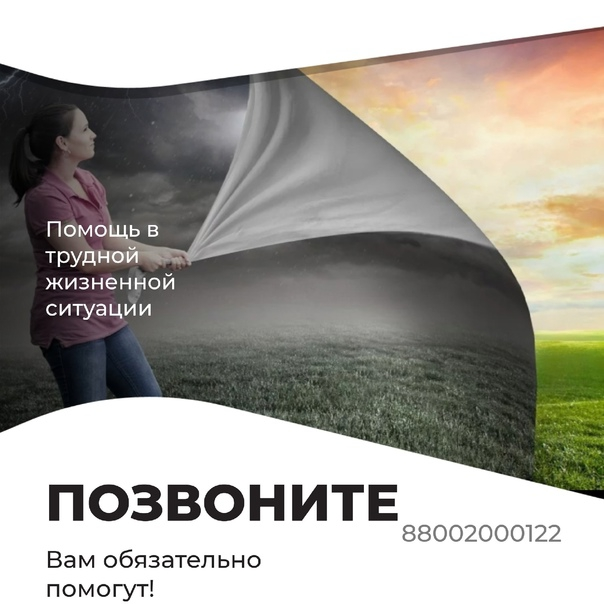 Помощь в
трудной
жизненной
ситуации
ПОЗВОНИТЕ
88002000122
Вам обязательно
помогут!